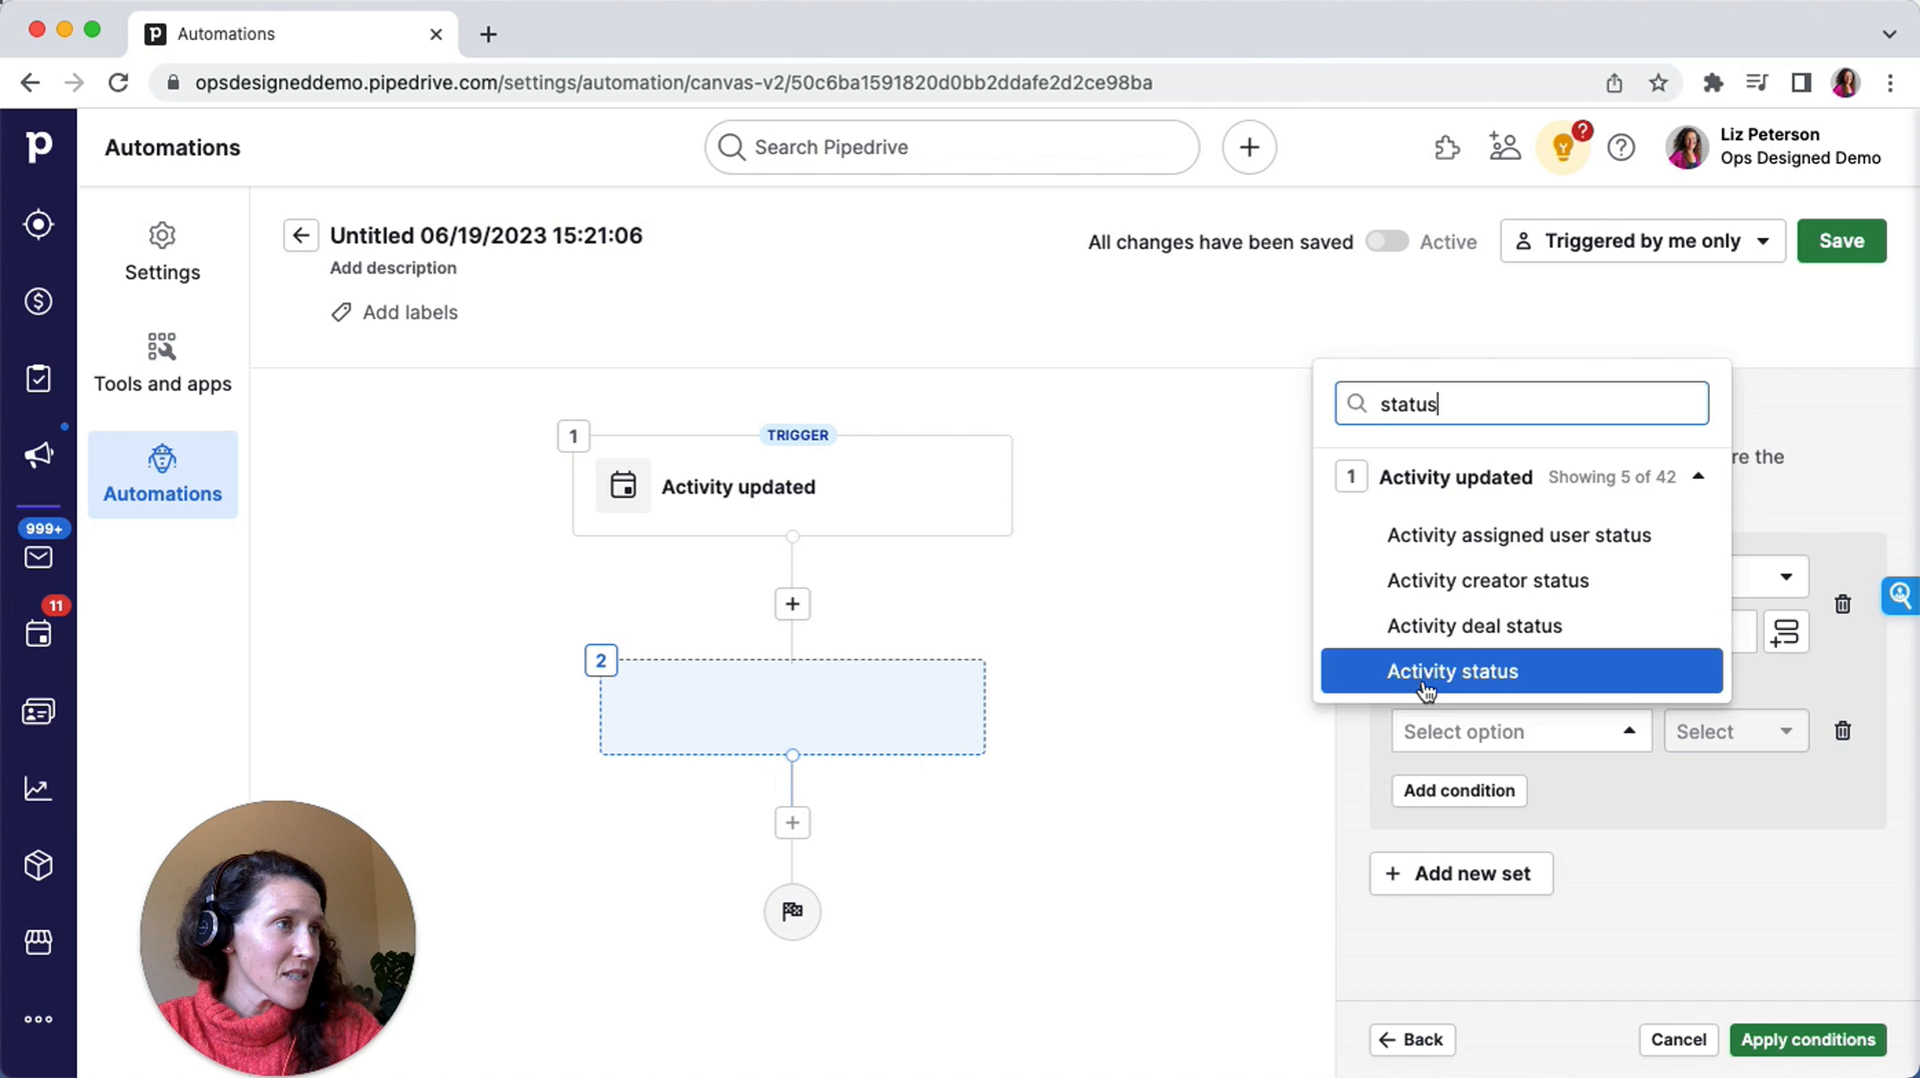 Automations
opsdesigneddemo.pipedrive.com/settings/automation/canvas-v2/50c6ba1591820d0bb2ddafe2d2ce98ba
Automations
Search Pipedrive
?
Liz Peterson
Ops Designed Demo
Settings
Tools and apps
Automations
999+
11
Untitled 06/19/2023 15:21:06
Add description
Add labels
All changes have been saved
Active
Triggered by me only
Save
1
TRIGGER
Activity updated
2
status
1 Activity updated Showing 5 of 42
Activity assigned user status
Activity creator status
Activity deal status
Activity status
re the
Select option
Select
Add condition
+ Add new set
Back
Cancel
Apply conditions